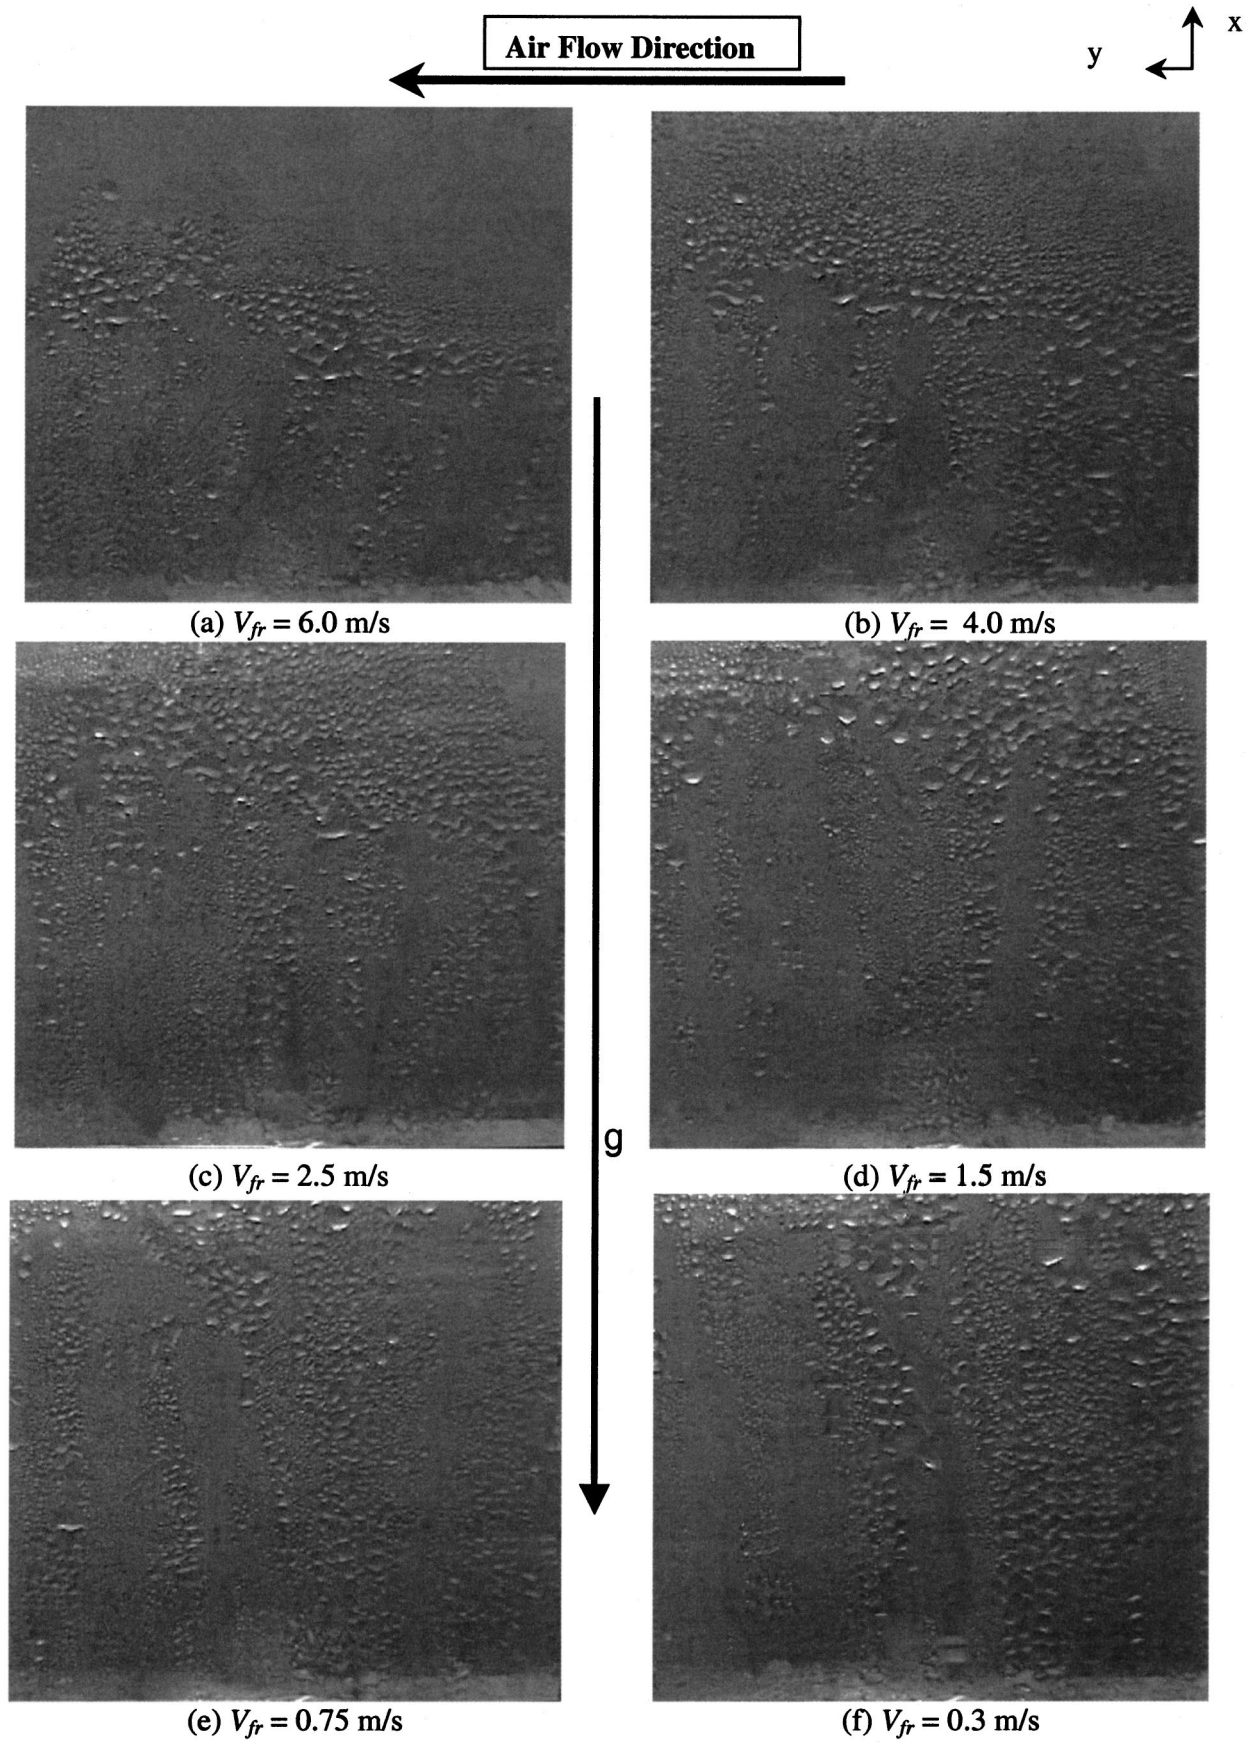 Air Flow Direction
x
y
(a) Vfr = 6.0 m/s
(b) Vfr = 4.0 m/s
g
(c) Vfr = 2.5 m/s
(d) Vfr = 1.5 m/s
(e) Vfr = 0.75 m/s
(f) Vfr = 0.3 m/s